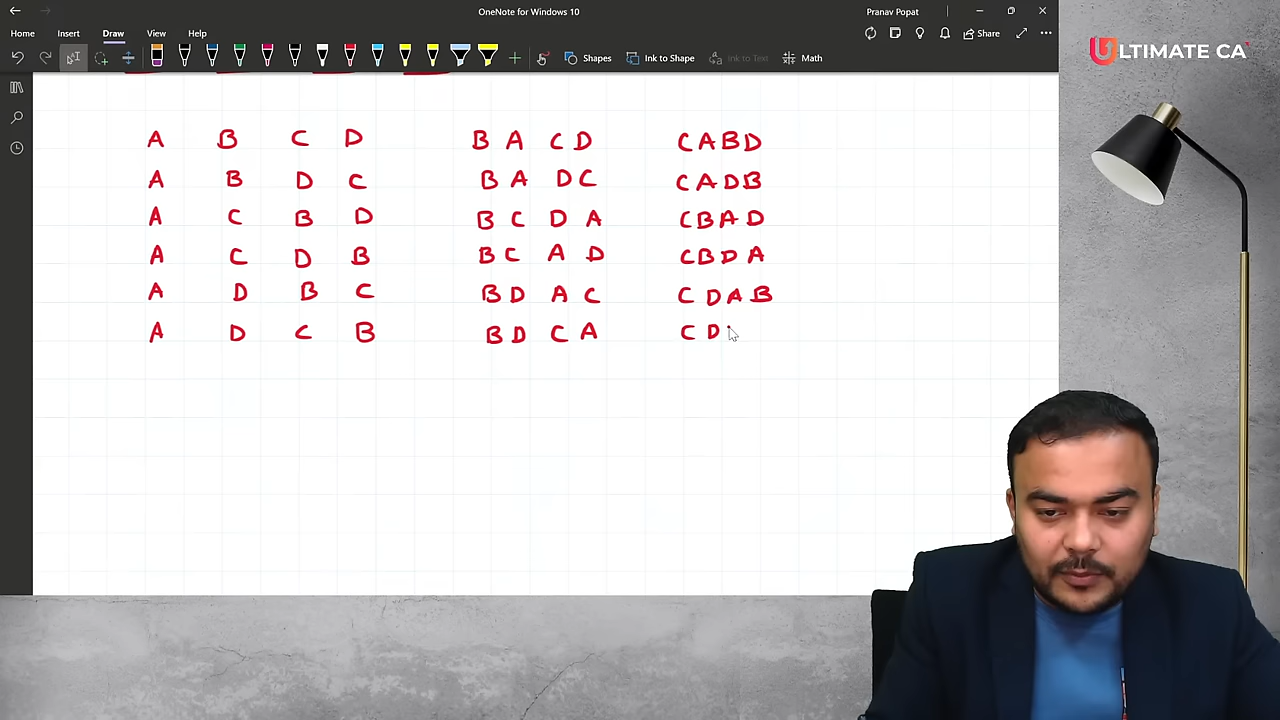 OneNote for Windows 10
Pranav Popat
Home Insert Draw View Help
Share
Shapes
Ink to Shape
Ink to Text
Math
ULTIMATE CA
A B C D B A C D C A B D
A B D C B A D C C A D B
A C B D B C D A C B A D
A C D B B C A D C B D A
A D B C B D A C C D A B
A D C B B D C A C D